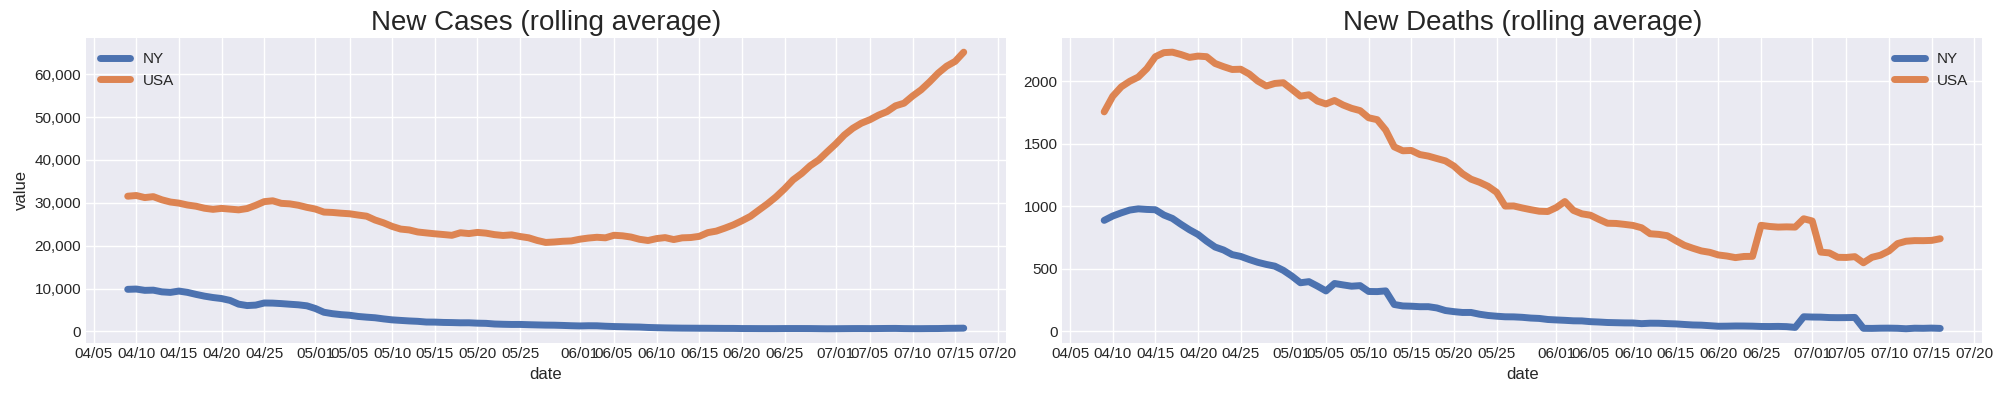 New Cases (rolling average)
NY
USA
60,000
50,000
40,000
30,000
20,000
10,000
0
value
04/05 04/10 04/15 04/20 04/25 05/01 05/05 05/10 05/15 05/20 05/25 06/01 06/05 06/10 06/15 06/20 06/25 07/01 07/05 07/10 07/15 07/20
date
New Deaths (rolling average)
NY
USA
2000
1500
1000
500
0
04/05 04/10 04/15 04/20 04/25 05/01 05/05 05/10 05/15 05/20 05/25 06/01 06/05 06/10 06/15 06/20 06/25 07/01 07/05 07/10 07/15 07/20
date